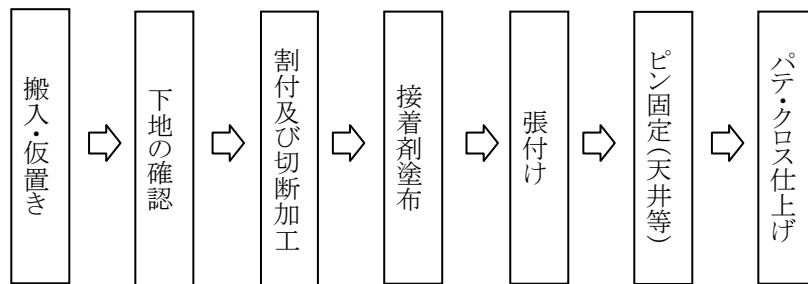 搬入・仮置き
下地の確認
割付及び切断加工
接着剤塗布
張付け
ピン固定(天井等)
パテ・クロス仕上げ